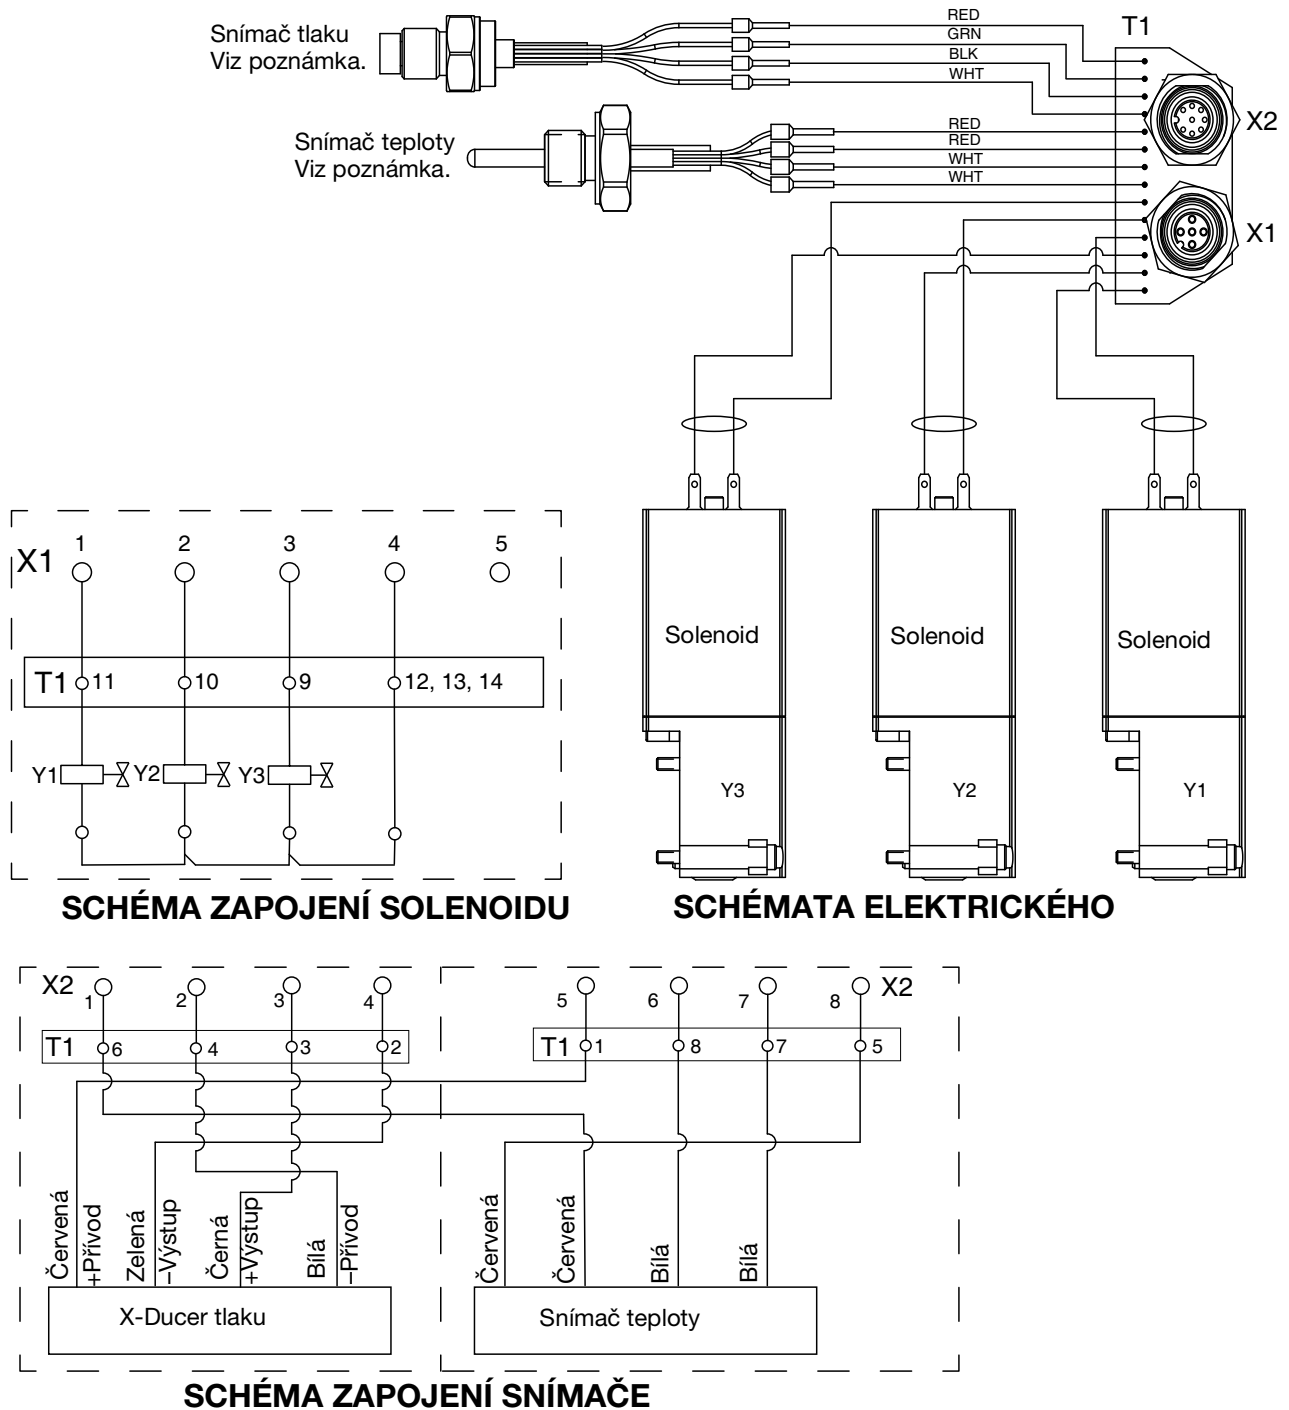 Snímač tlaku
Viz poznámka.
RED
GRN
BLK
WHT
T1
X2
Snímač teploty
Viz poznámka.
RED
RED
WHT
WHT
X1
X1
1 2 3 4 5
T1 11 10 9 12, 13, 14
Y1 Y2 Y3
Solenoid Solenoid Solenoid
Y3 Y2 Y1
SCHÉMA ZAPOJENÍ SOLENOIDU
SCHÉMATA ELEKTRICKÉHO
X2 1 2 3 4
5 6 7 8 X2
T1 6 4 3 2
T1 1 8 7 5
Červená
+Přívod
Zelená
–Výstup
Černá
+Výstup
Bílá
–Přívod
Červená
Červená
Bílá
Bílá
X-Ducer tlaku
Snímač teploty
SCHÉMA ZAPOJENÍ SNÍMAČE